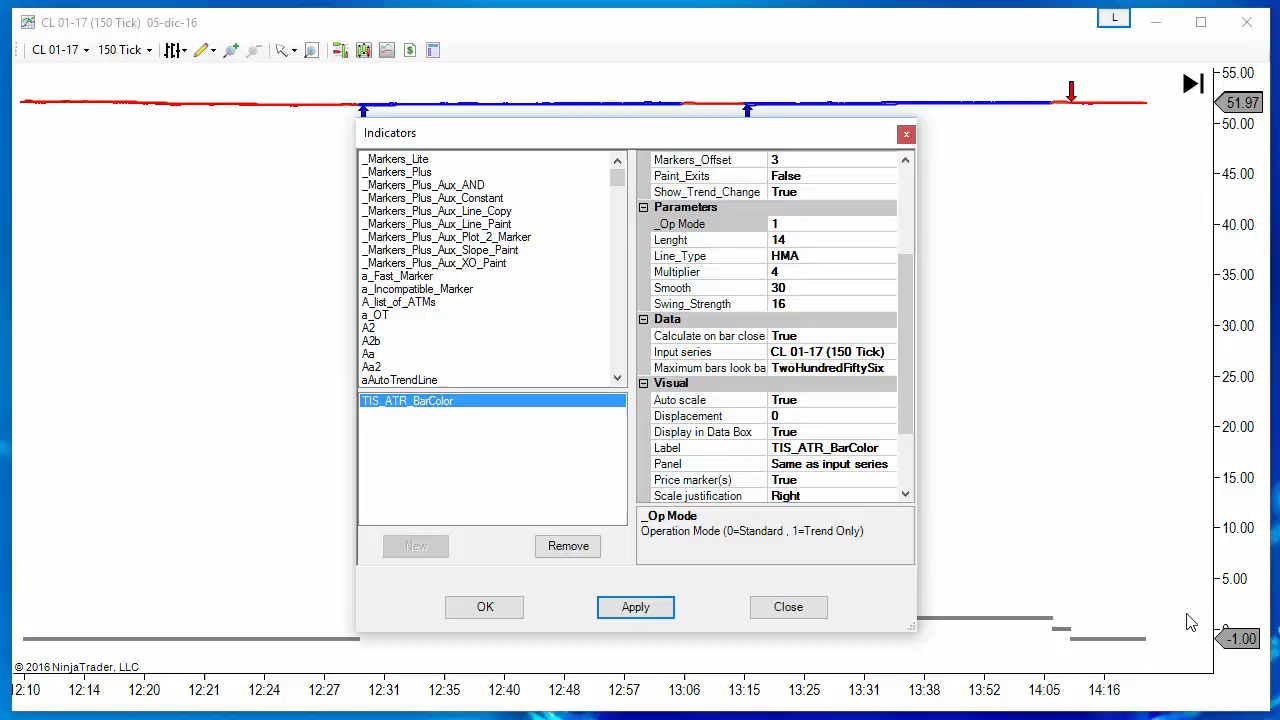 CL 01-17 (150 Tick) 05-dic-16
L
CL 01-17 150 Tick
Indicators
_Markers_Lite
_Markers_Plus
_Markers_Plus_Aux_AND
_Markers_Plus_Aux_Constant
_Markers_Plus_Aux_Line_Copy
_Markers_Plus_Aux_Line_Paint
_Markers_Plus_Aux_Plot_2_Marker
_Markers_Plus_Aux_Slope_Paint
_Markers_Plus_Aux_XO_Paint
a_Fast_Marker
a_Incompatible_Marker
A_list_of_ATMs
a_OT
A2
A2b
Aa
Aa2
aAutoTrendLine
TIS_ATR_BarColor
New Remove
Markers_Offset 3
Paint_Exits False
Show_Trend_Change True
Parameters
_Op Mode 1
Lenght 14
Line_Type HMA
Multiplier 4
Smooth 30
Swing_Strength 16
Data
Calculate on bar close True
Input series CL 01-17 (150 Tick)
Maximum bars look ba TwoHundredFiftySix
Visual
Auto scale True
Displacement 0
Display in Data Box True
Label TIS_ATR_BarColor
Panel Same as input series
Price marker(s) True
Scale justification Right
_Op Mode
Operation Mode (0=Standard , 1=Trend Only)
OK Apply Close
55.00
51.97
50.00
45.00
40.00
35.00
30.00
25.00
20.00
15.00
10.00
5.00
-1.00
© 2016 NinjaTrader, LLC
12:10 12:14 12:20 12:21 12:24 12:27 12:31 12:35 12:40 12:48 12:57 13:06 13:15 13:25 13:31 13:38 13:52 14:05 14:16